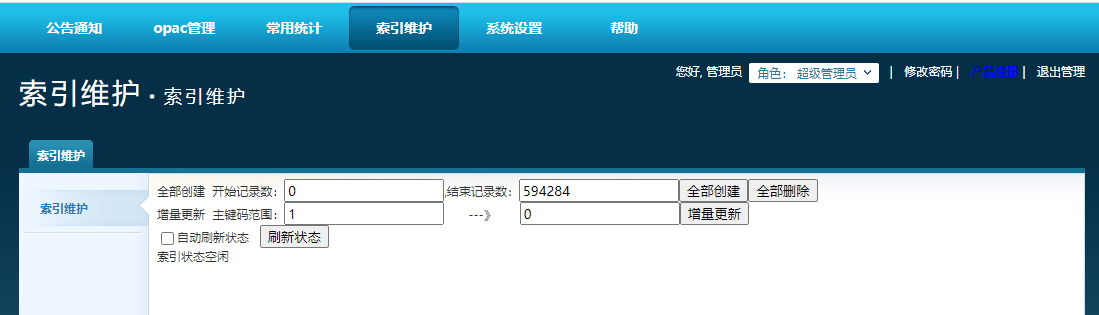 公告通知 opac管理 常用统计 索引维护 系统设置 帮助
您好, 管理员 角色: 超级管理员 | 修改密码 | 产品注册 | 退出管理
索引维护 · 索引维护
索引维护
索引维护
全部创建 开始记录数: 0 ,结束记录数: 594284 全部创建 全部删除
增量更新 主键码范围: 1 ---》 0 增量更新
自动刷新状态 刷新状态
索引状态空闲